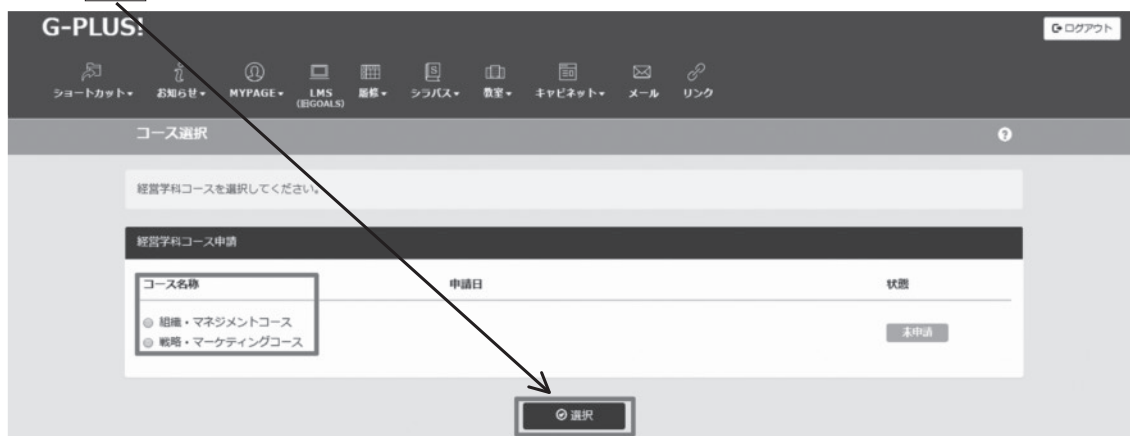 G-PLUS!
ログアウト
ショートカット お知らせ MYPAGE LMS 履修 シラバス 教室 キャビネット メール リンク
(旧GOALS)
コース選択
経営学科コースを選択してください。
経営学科コース申請
コース名称 申請日 状態
組織・マネジメントコース
未申請
戦略・マーケティングコース
選択